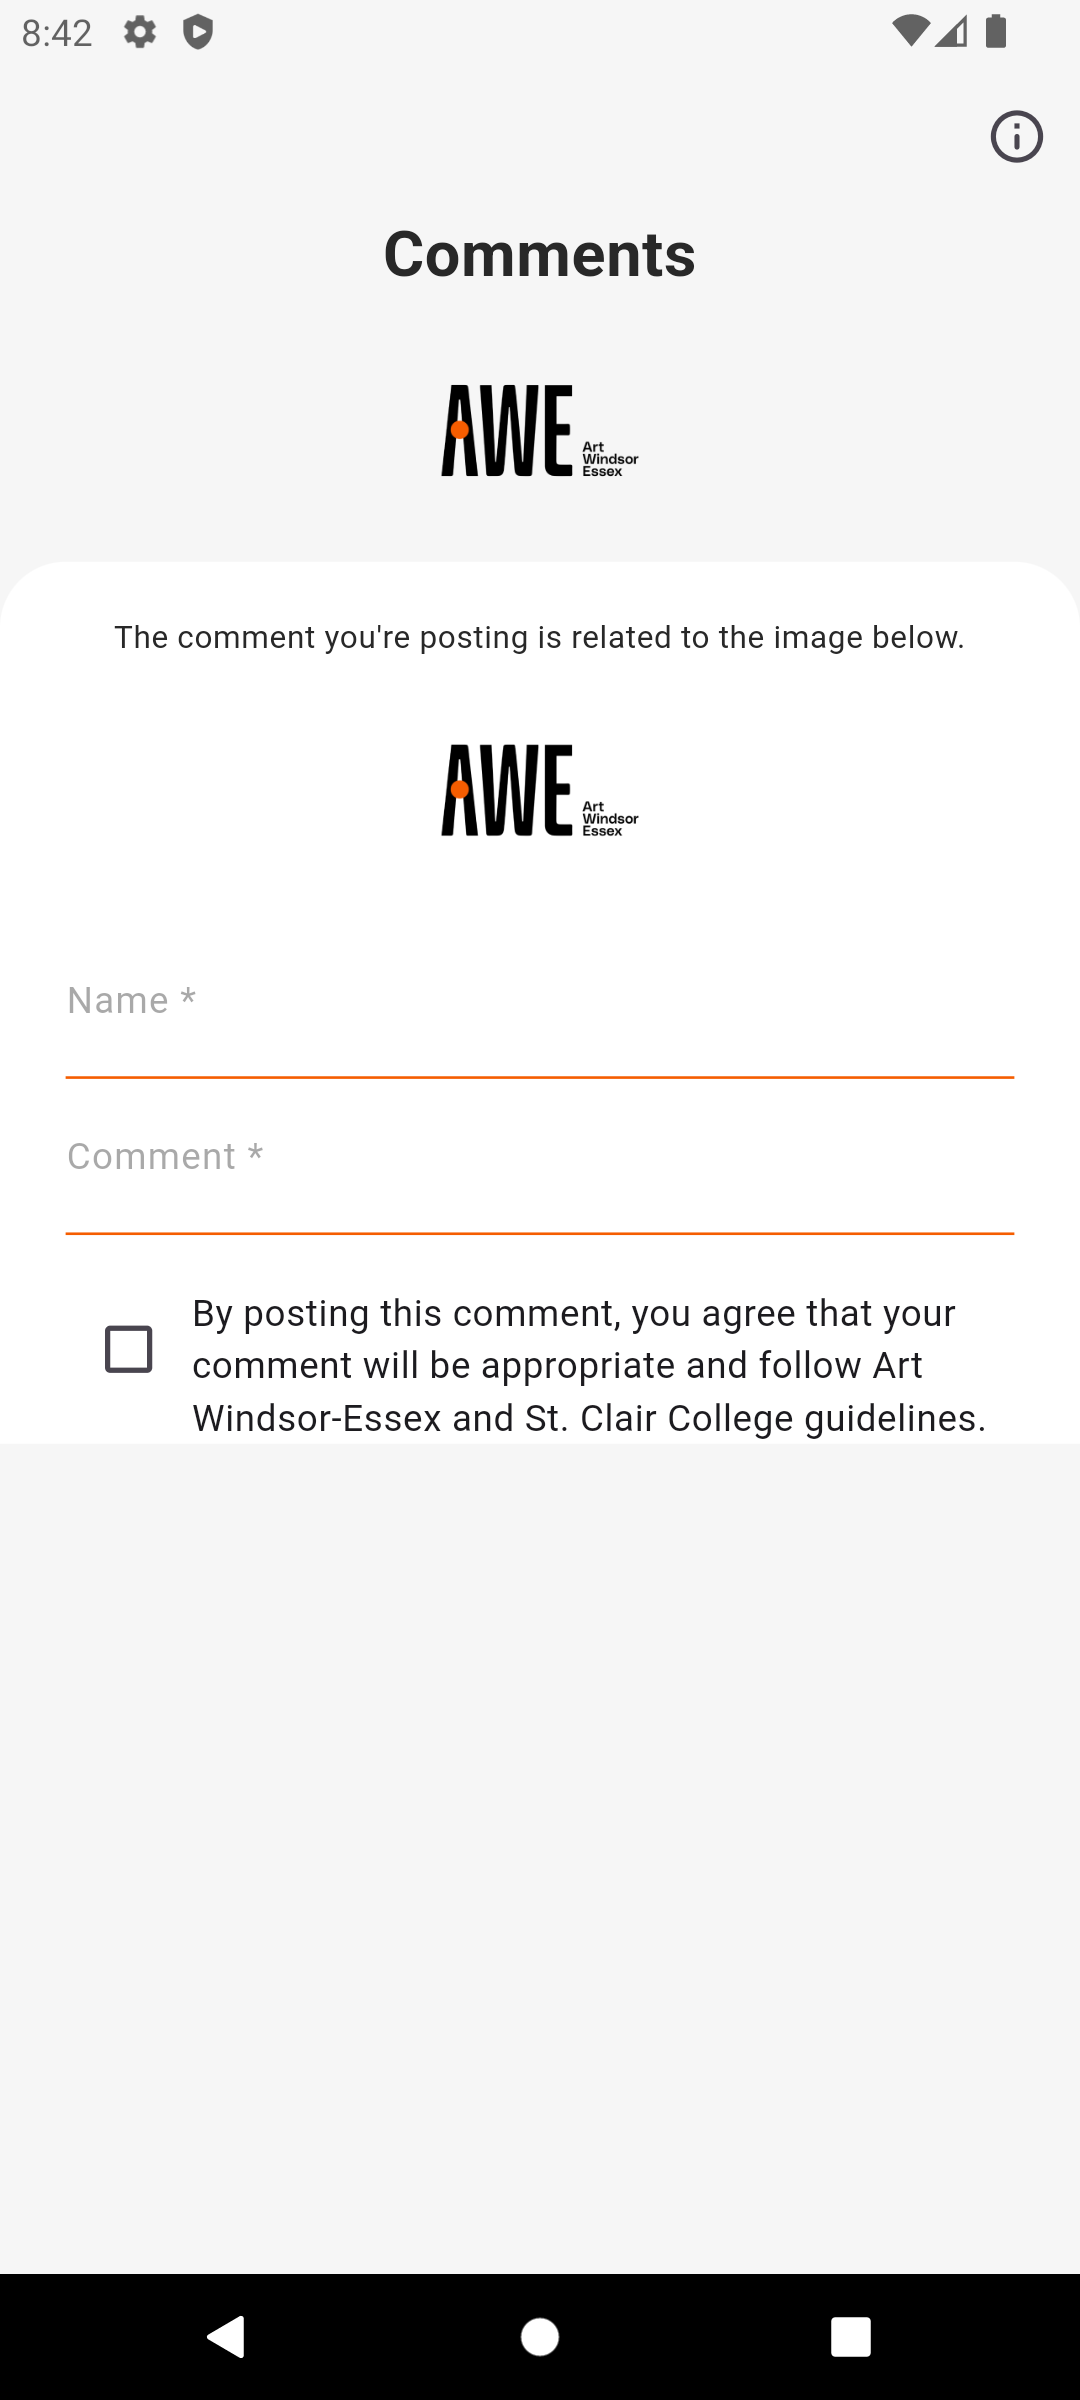 8:42
Comments
AWE
Art
Windsor
Essex
The comment you're posting is related to the image below.
AWE
Art
Windsor
Essex
Name *
Comment *
By posting this comment, you agree that your
comment will be appropriate and follow Art
Windsor-Essex and St. Clair College guidelines.